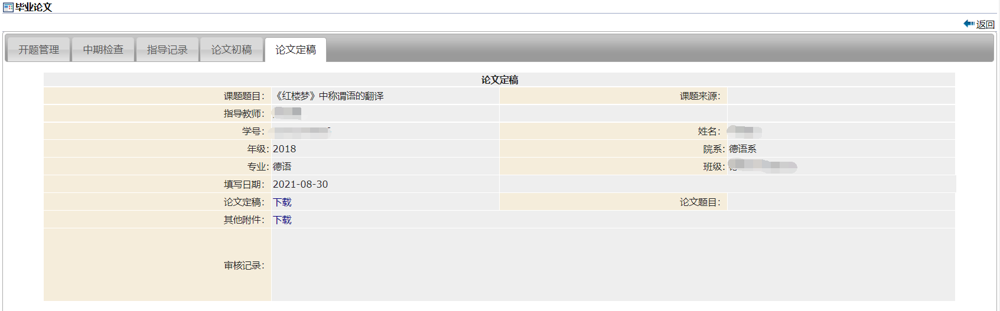 毕业论文
返回
开题管理 中期检查 指导记录 论文初稿 论文定稿
论文定稿
课题题目： 《红楼梦》中称谓语的翻译 课题来源：
指导教师：
学号： 姓名：
年级: 2018 院系: 德语系
专业: 德语 班级:
填写日期： 2021-08-30
论文定稿： 下载 论文题目：
其他附件： 下载
审核记录：